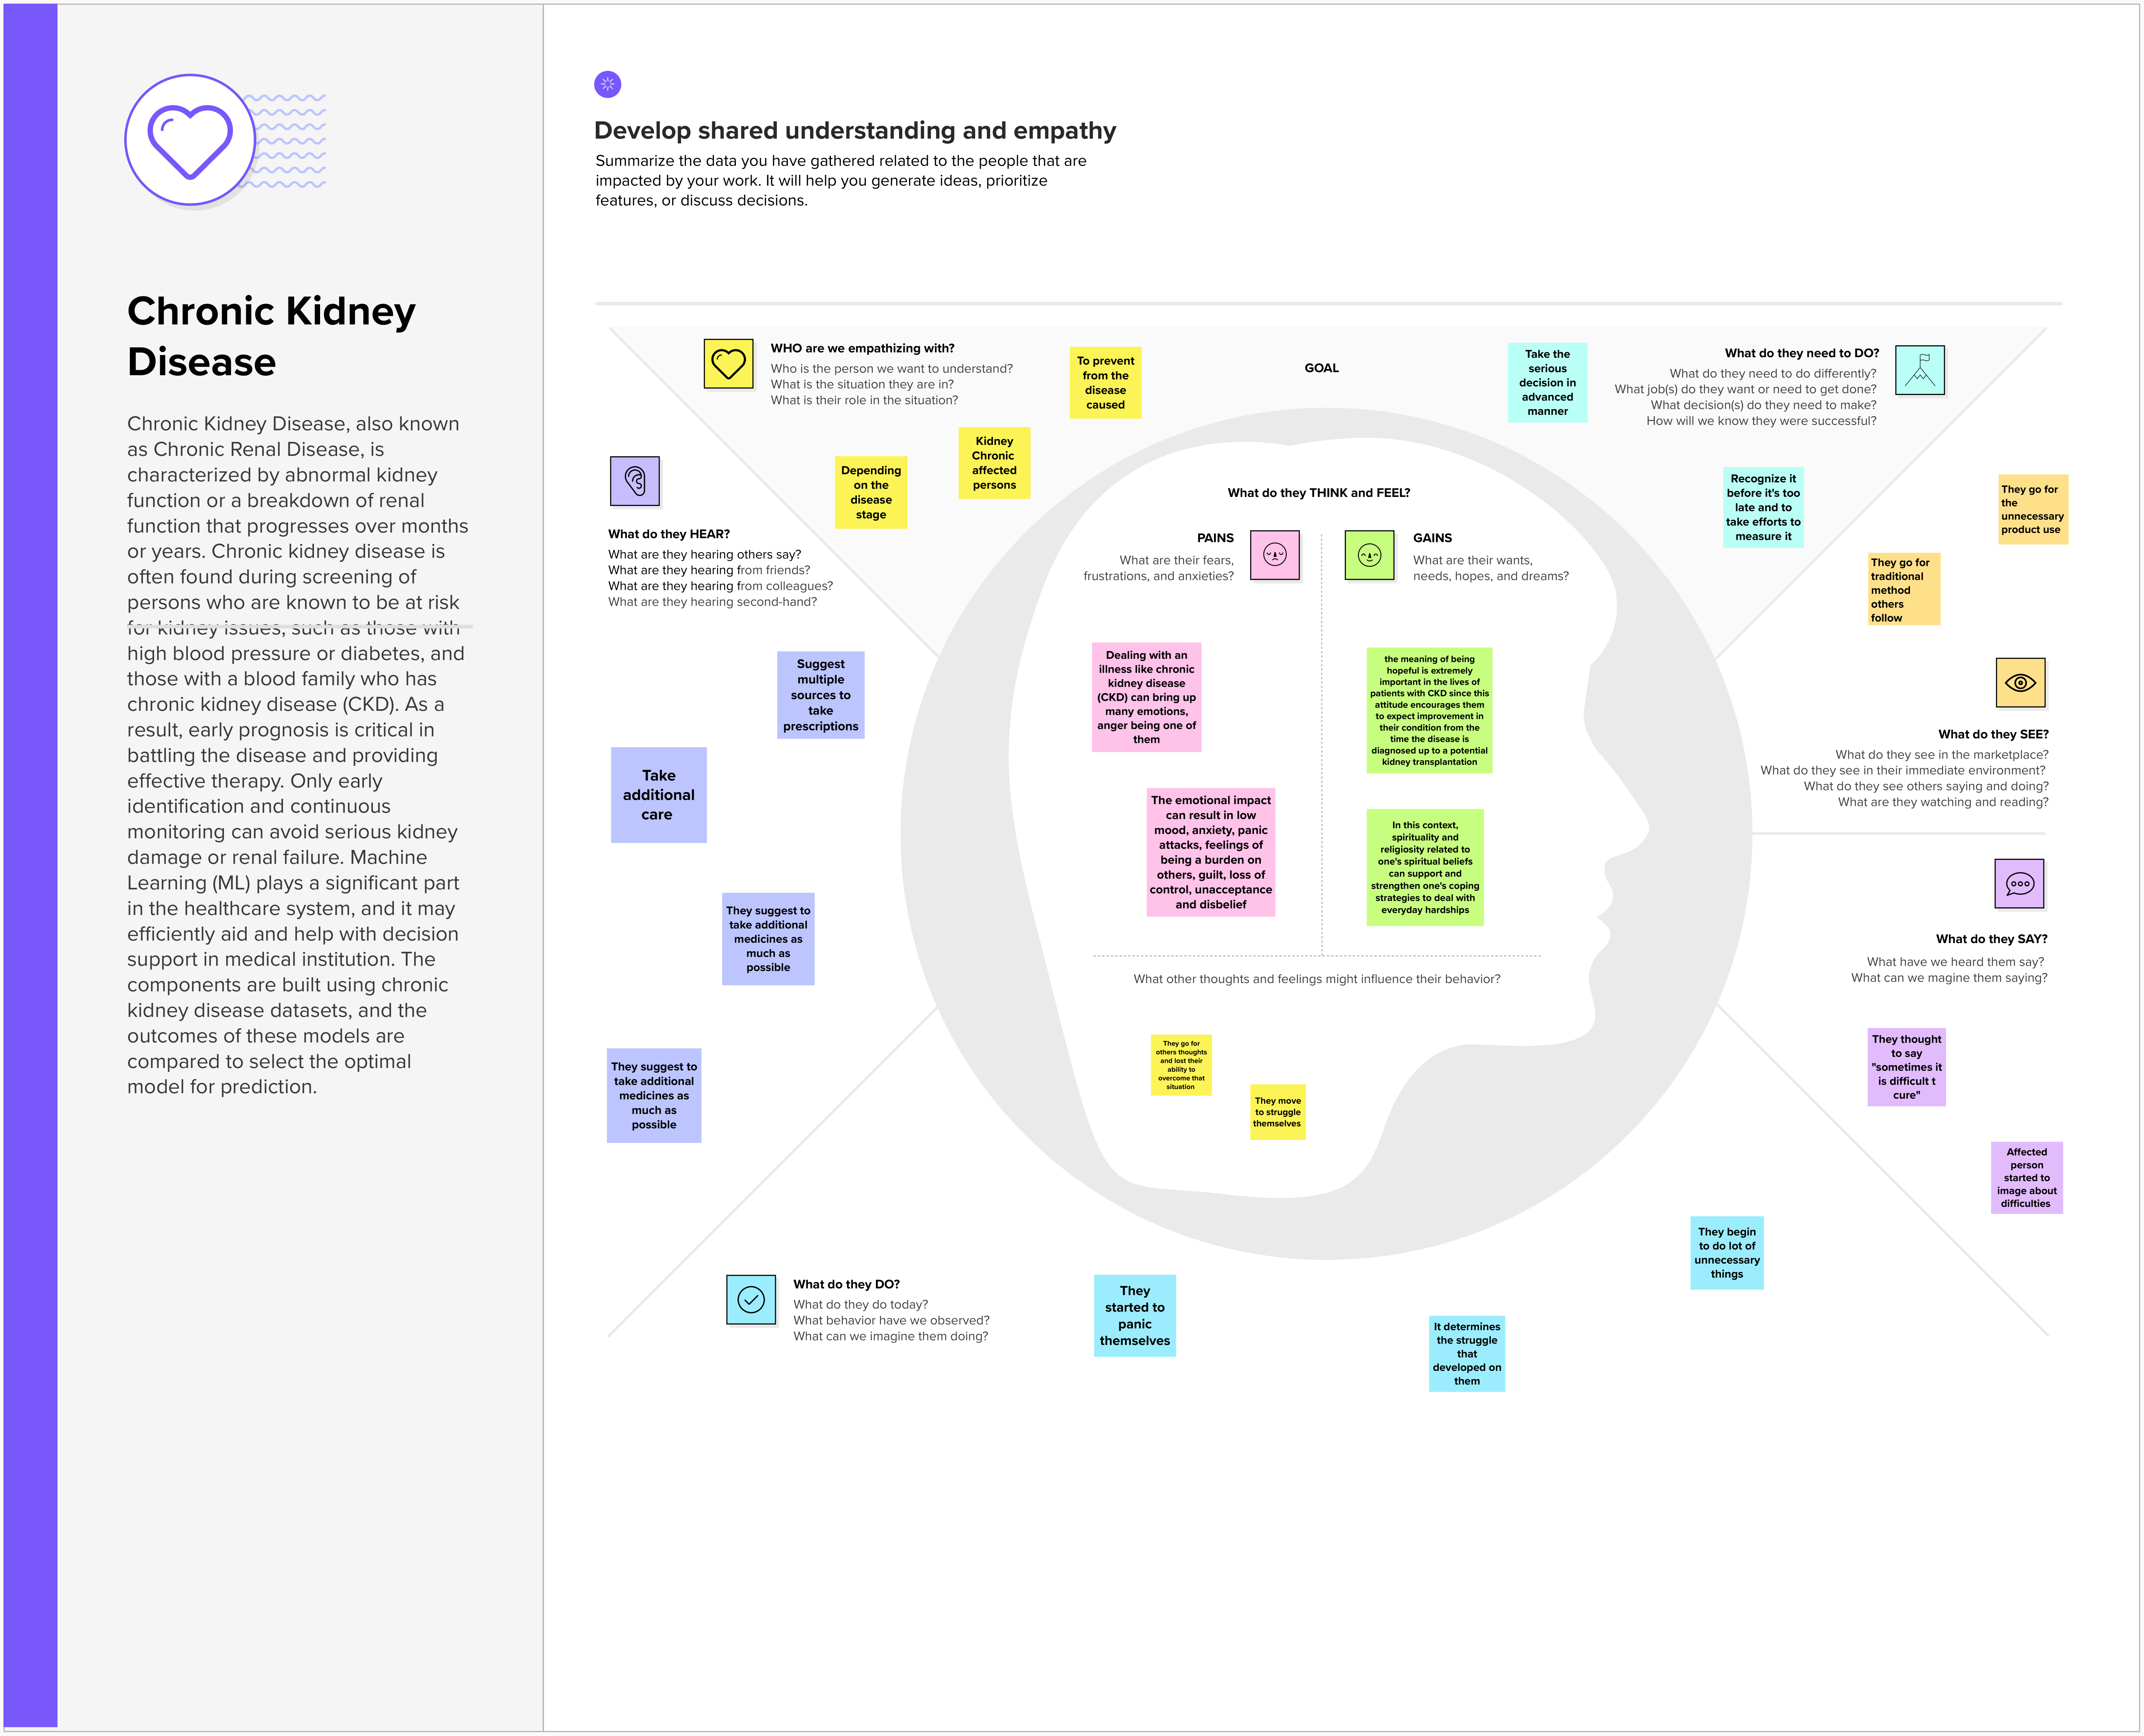 Chronic Kidney
Disease
Chronic Kidney Disease, also known
as Chronic Renal Disease, is
characterized by abnormal kidney
function or a breakdown of renal
function that progresses over months
or years. Chronic kidney disease is
often found during screening of
persons who are known to be at risk
for kidney issues, such as those with
high blood pressure or diabetes, and
those with a blood family who has
chronic kidney disease (CKD). As a
result, early prognosis is critical in
battling the disease and providing
effective therapy. Only early
identification and continuous
monitoring can avoid serious kidney
damage or renal failure. Machine
Learning (ML) plays a significant part
in the healthcare system, and it may
efficiently aid and help with decision
support in medical institution. The
components are built using chronic
kidney disease datasets, and the
outcomes of these models are
compared to select the optimal
model for prediction.
Develop shared understanding and empathy
Summarize the data you have gathered related to the people that are
impacted by your work. It will help you generate ideas, prioritize
features, or discuss decisions.
WHO are we empathizing with?
Who is the person we want to understand?
What is the situation they are in?
What is their role in the situation?
To prevent
from the
disease
caused
Kidney
Chronic
affected
persons
Depending
on the
disease
stage
GOAL
Take the
serious
decision in
advanced
manner
What do they need to DO?
What do they need to do differently?
What job(s) do they want or need to get done?
What decision(s) do they need to make?
How will we know they were successful?
Recognize it
before it's too
late and to
take efforts to
measure it
What do they HEAR?
What are they hearing others say?
What are they hearing from friends?
What are they hearing from colleagues?
What are they hearing second-hand?
Suggest
multiple
sources to
take
prescriptions
Take
additional
care
They suggest to
take additional
medicines as
much as
possible
They suggest to
take additional
medicines as
much as
possible
What do they THINK and FEEL?
PAINS
What are their fears,
frustrations, and anxieties?
GAINS
What are their wants,
needs, hopes, and dreams?
Dealing with an
illness like chronic
kidney disease
(CKD) can bring up
many emotions,
anger being one of
them
The emotional impact
can result in low
mood, anxiety, panic
attacks, feelings of
being a burden on
others, guilt, loss of
control, unacceptance
and disbelief
the meaning of being
hopeful is extremely
important in the lives of
patients with CKD since this
attitude encourages them
to expect improvement in
their condition from the
time the disease is
diagnosed up to a potential
kidney transplantation
In this context,
spirituality and
religiosity related to
one's spiritual beliefs
can support and
strengthen one's coping
strategies to deal with
everyday hardships
What other thoughts and feelings might influence their behavior?
They go for
others thoughts
and lost their
ability to
overcome that
situation
They move
to struggle
themselves
They go for
the
unnecessary
product use
They go for
traditional
method
others
follow
What do they SEE?
What do they see in the marketplace?
What do they see in their immediate environment?
What do they see others saying and doing?
What are they watching and reading?
What do they SAY?
What have we heard them say?
What can we magine them saying?
They thought
to say
"sometimes it
is difficult t
cure"
Affected
person
started to
image about
difficulties
What do they DO?
What do they do today?
What behavior have we observed?
What can we imagine them doing?
They
started to
panic
themselves
It determines
the struggle
that
developed on
them
They begin
to do lot of
unnecessary
things